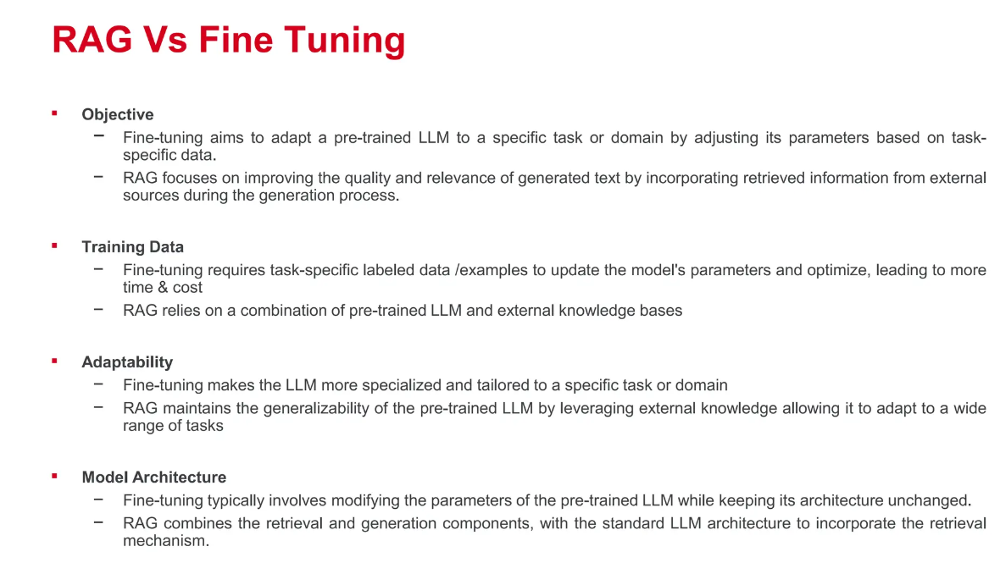 RAG Vs Fine Tuning
▪ Objective
– Fine-tuning aims to adapt a pre-trained LLM to a specific task or domain by adjusting its parameters based on task-
specific data.
– RAG focuses on improving the quality and relevance of generated text by incorporating retrieved information from external
sources during the generation process.
▪ Training Data
– Fine-tuning requires task-specific labeled data /examples to update the model's parameters and optimize, leading to more
time & cost
– RAG relies on a combination of pre-trained LLM and external knowledge bases
▪ Adaptability
– Fine-tuning makes the LLM more specialized and tailored to a specific task or domain
– RAG maintains the generalizability of the pre-trained LLM by leveraging external knowledge allowing it to adapt to a wide
range of tasks
▪ Model Architecture
– Fine-tuning typically involves modifying the parameters of the pre-trained LLM while keeping its architecture unchanged.
– RAG combines the retrieval and generation components, with the standard LLM architecture to incorporate the retrieval
mechanism.